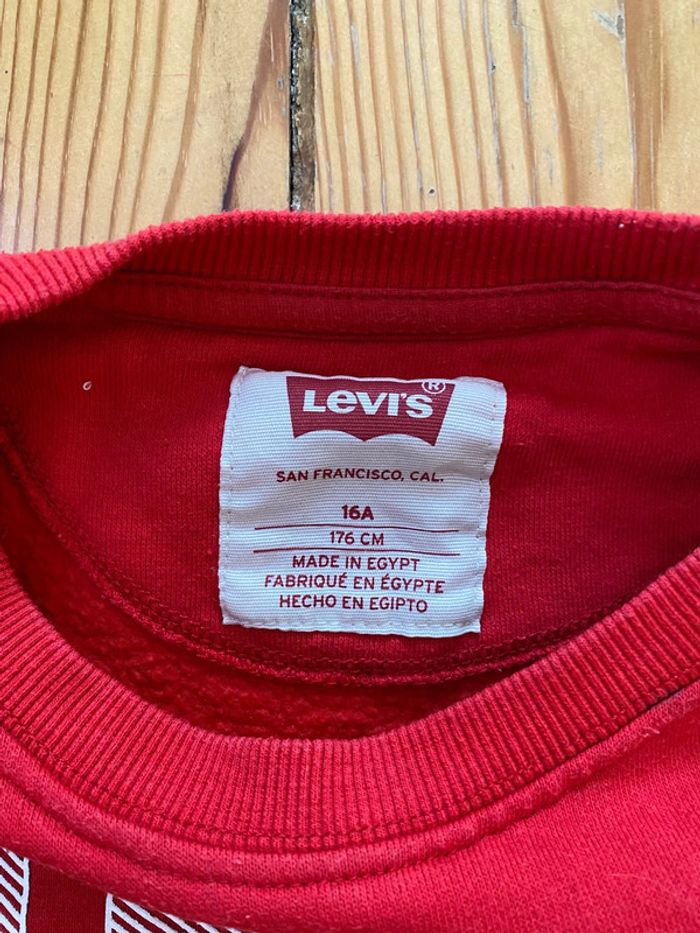 LEVI'S®
SAN FRANCISCO, CAL.
16A
176 CM
MADE IN EGYPT
FABRIQUÉ EN ÉGYPTE
HECHO EN EGIPTO